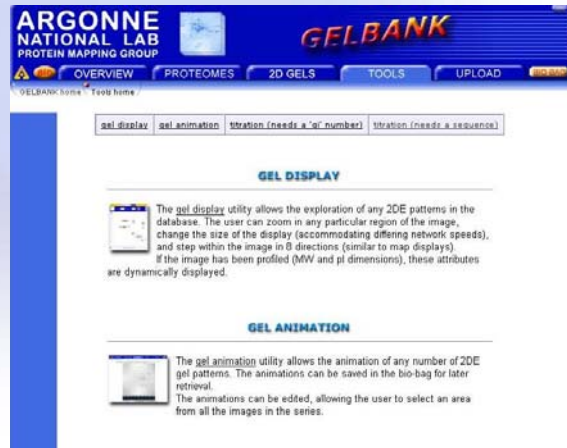 ARGONNE
NATIONAL LAB
PROTEIN MAPPING GROUP
GELBANK
OVERVIEW PROTEOMES 2D GELS TOOLS UPLOAD
GELBANK home Tools home
gel display gel animation titration (needs a 'gi' number) titration (needs a sequence)
GEL DISPLAY
The gel display utility allows the exploration of any 2DE patterns in the
database. The user can zoom in any particular region of the image,
change the size of the display (accommodating differing network speeds),
and step within the image in 8 directions (similar to map displays).
If the image has been profiled (MW and pI dimensions), these attributes
are dynamically displayed.
GEL ANIMATION
The gel animation utility allows the animation of any number of 2DE
gel patterns. The animations can be saved in the bio-bag for later
retrieval.
The animations can be edited, allowing the user to select an area
from all the images in the series.